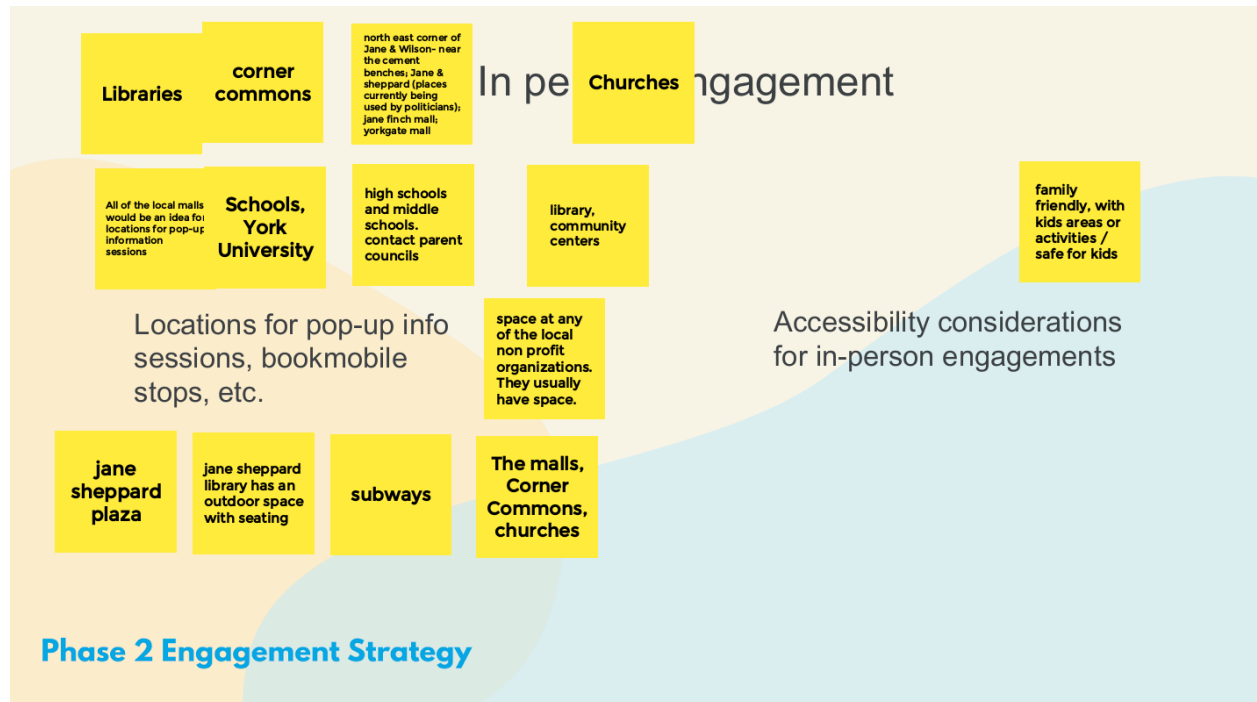 Libraries
corner
commons
north east corner of
Jane & Wilson- near
the cement
benches; Jane &
sheppard (places
currently being
used by politicians);
jane finch mall;
yorkgate mall
In pe
Churches
ngagement
All of the local malls
would be an idea for
locations for pop-up
information
sessions
Schools,
York
University
high schools
and middle
schools.
contact parent
councils
library,
community
centers
family
friendly, with
kids areas or
activities /
safe for kids
Locations for pop-up info
sessions, bookmobile
stops, etc.
space at any
of the local
non profit
organizations.
They usually
have space.
Accessibility considerations
for in-person engagements
jane
sheppard
plaza
jane sheppard
library has an
outdoor space
with seating
subways
The malls,
Corner
Commons,
churches
Phase 2 Engagement Strategy